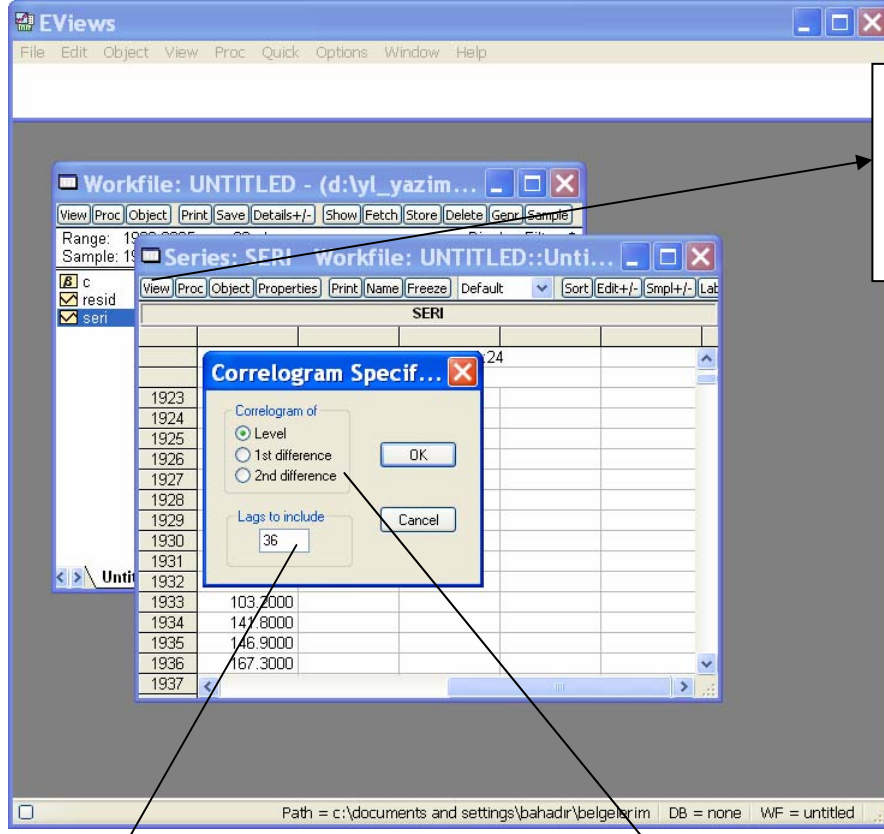 EViews
File Edit Object View Proc Quick Options Window Help
Workfile: UNTITLED - (d:\yl_yazim...
View Proc Object Print Save Details+/- Show Fetch Store Delete Genr Sample
Range:
Sample:
c
resid
seri
Series: SERI Workfile: UNTITLED::Unti...
View Proc Object Properties Print Name Freeze Default Sort Edit+/- Smpl+/- Lab
SERI
:24
Correlogram Specif...
Correlogram of
Level
1st difference
2nd difference
OK
Lags to include
36
Cancel
1923
1924
1925
1926
1927
1928
1929
1930
1931
1932
1933 103.2000
1934 141.8000
1935 146.9000
1936 167.3000
1937
Path = c:\documents and settings\bahadır\belgelerim DB = none WF = untitled